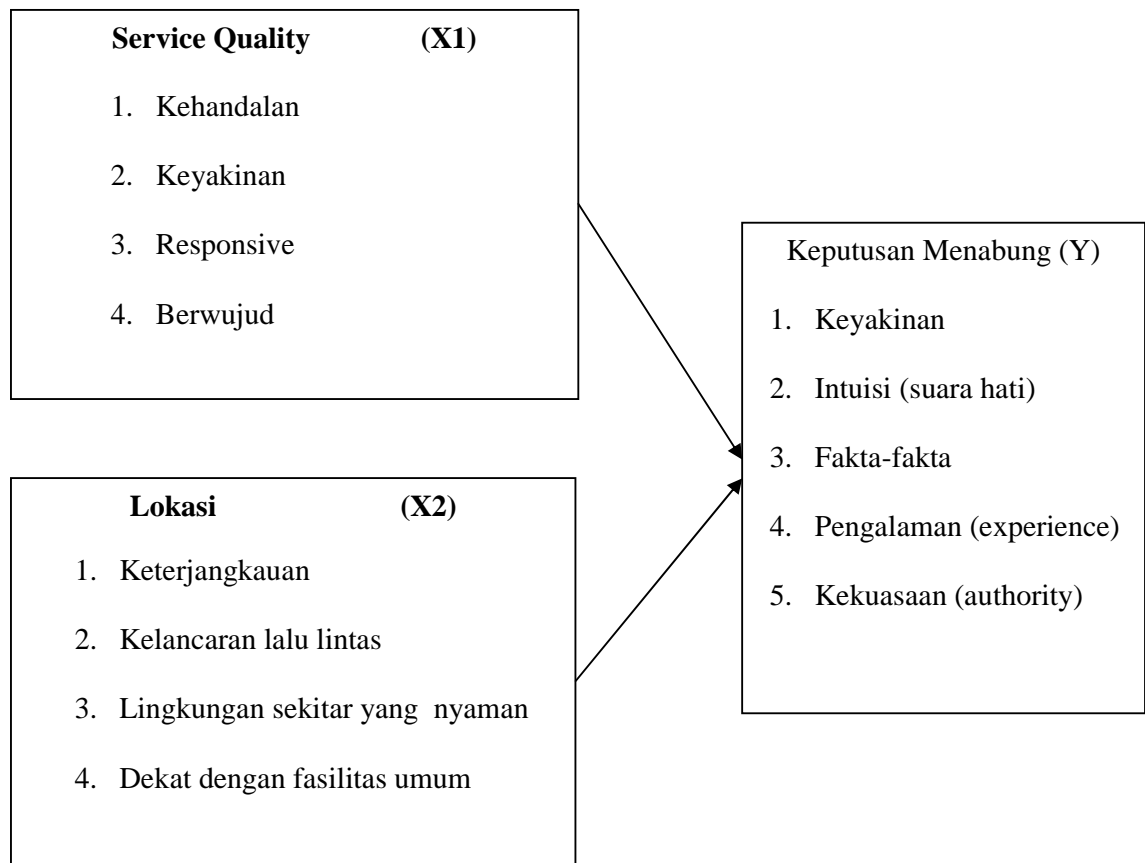 Service Quality (X1)
1. Kehandalan
2. Keyakinan
3. Responsive
4. Berwujud
Lokasi (X2)
1. Keterjangkauan
2. Kelancaran lalu lintas
3. Lingkungan sekitar yang nyaman
4. Dekat dengan fasilitas umum
Keputusan Menabung (Y)
1. Keyakinan
2. Intuisi (suara hati)
3. Fakta-fakta
4. Pengalaman (experience)
5. Kekuasaan (authority)